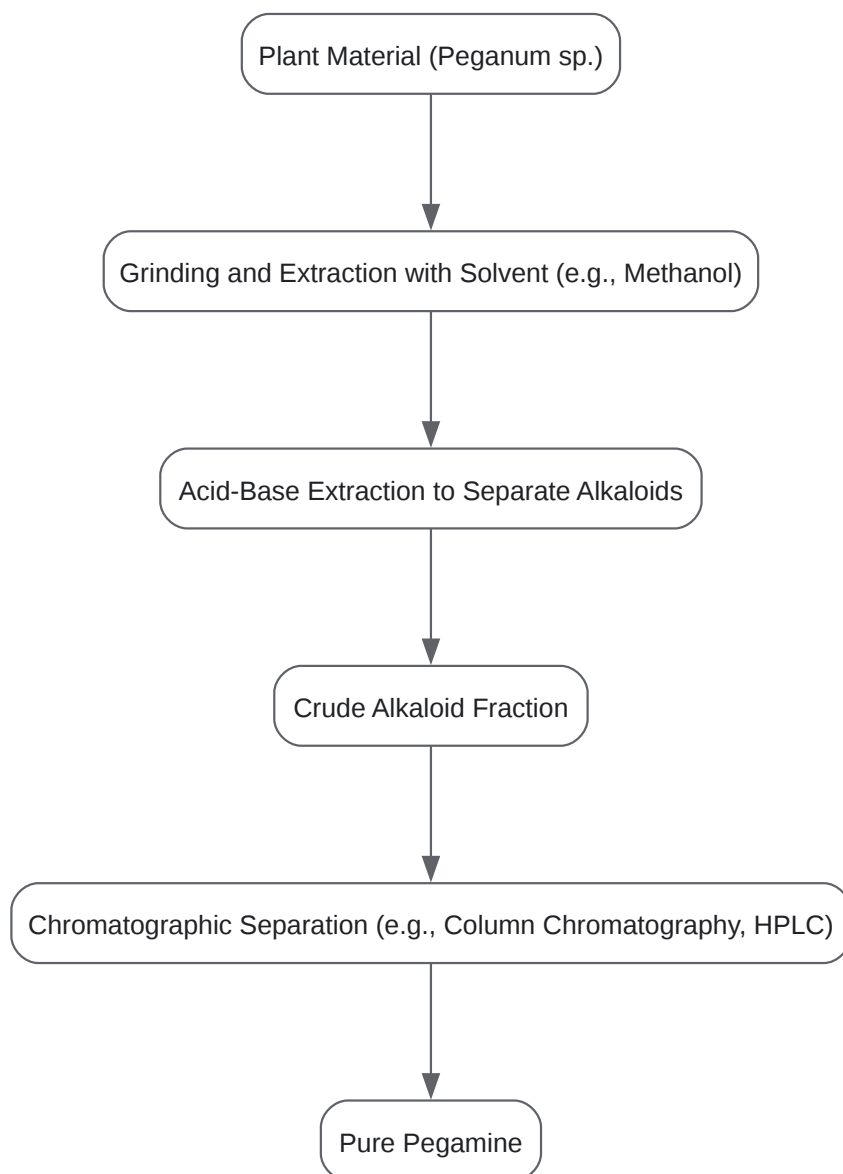 Plant Material (Peganum sp.)
Grinding and Extraction with Solvent (e.g., Methanol)
Acid-Base Extraction to Separate Alkaloids
Crude Alkaloid Fraction
Chromatographic Separation (e.g., Column Chromatography, HPLC)
Pure Pegamine